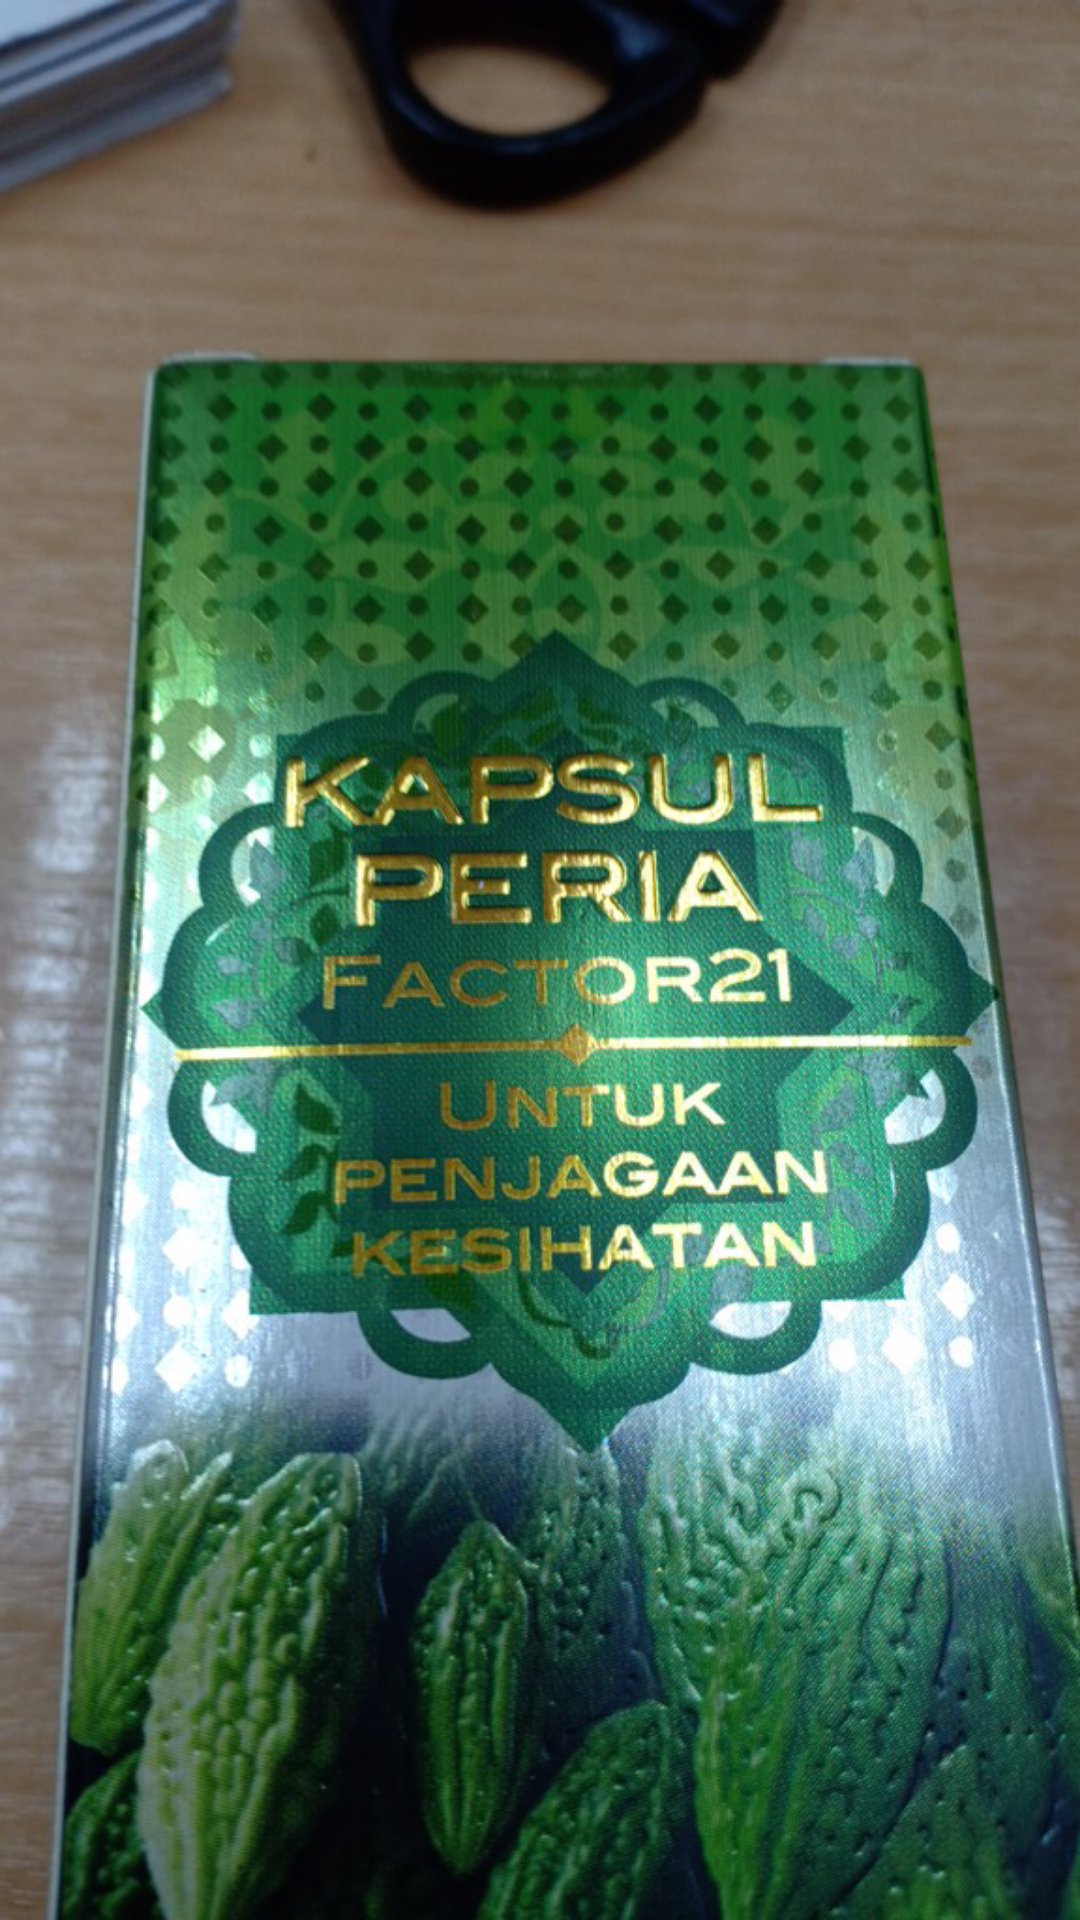 KAPSUL
PERIA
FACTOR21
UNTUK
PENJAGAAN
KESIHATAN